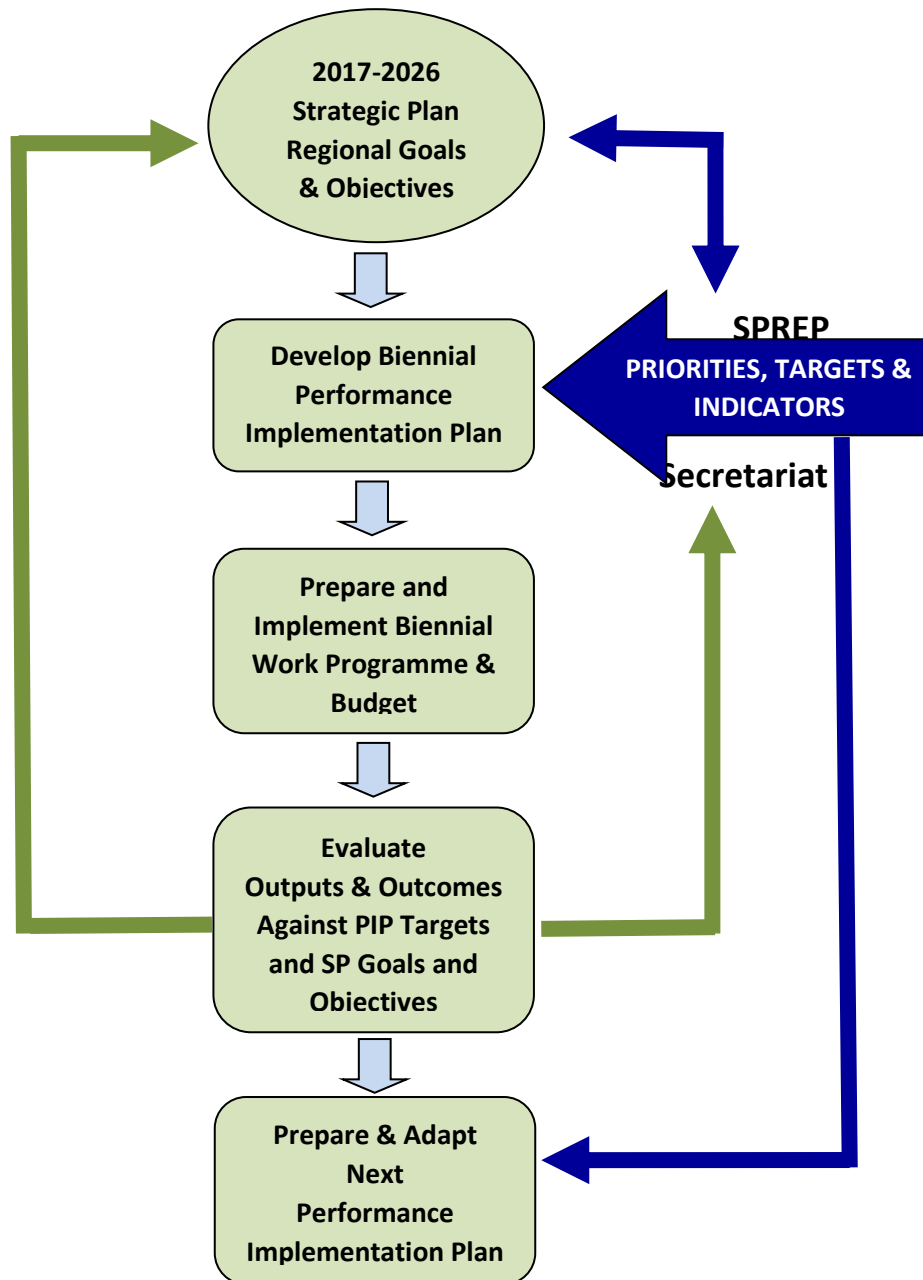 2017-2026
Strategic Plan
Regional Goals
& Objectives
SPREP
PRIORITIES, TARGETS &
INDICATORS
Secretariat
Develop Biennial
Performance
Implementation Plan
Prepare and
Implement Biennial
Work Programme &
Budget
Evaluate
Outputs & Outcomes
Against PIP Targets
and SP Goals and
Objectives
Prepare & Adapt
Next
Performance
Implementation Plan